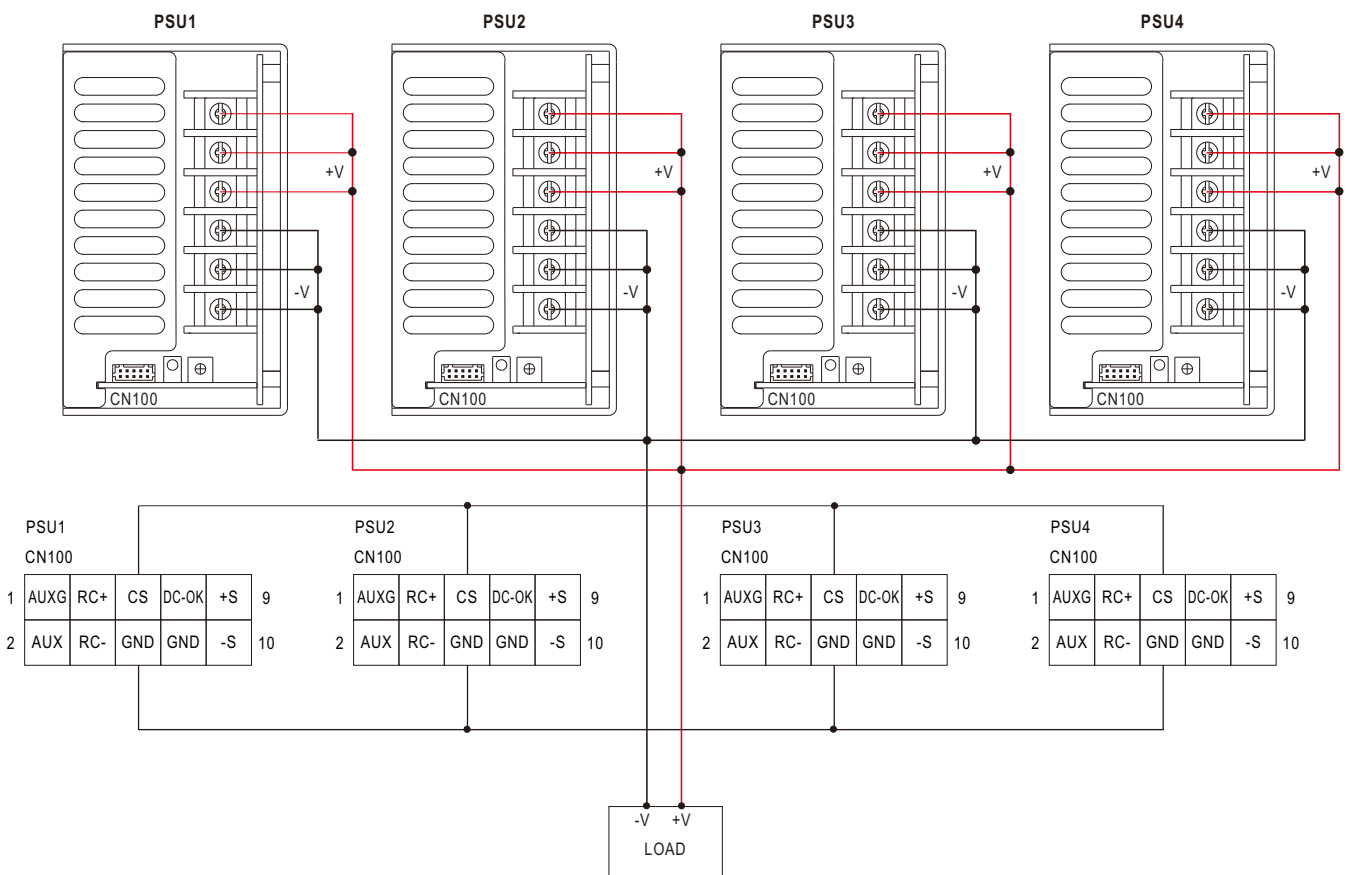 PSU1 PSU2 PSU3 PSU4
+V +V +V +V
-V -V -V -V
CN100 CN100 CN100 CN100
PSU1 PSU2 PSU3 PSU4
CN100 CN100 CN100 CN100
1 AUXG RC+ CS DC-OK +S 9 1 AUXG RC+ CS DC-OK +S 9 1 AUXG RC+ CS DC-OK +S 9 1 AUXG RC+ CS DC-OK +S 9
2 AUX RC- GND GND -S 10 2 AUX RC- GND GND -S 10 2 AUX RC- GND GND -S 10 2 AUX RC- GND GND -S 10
-V +V
LOAD